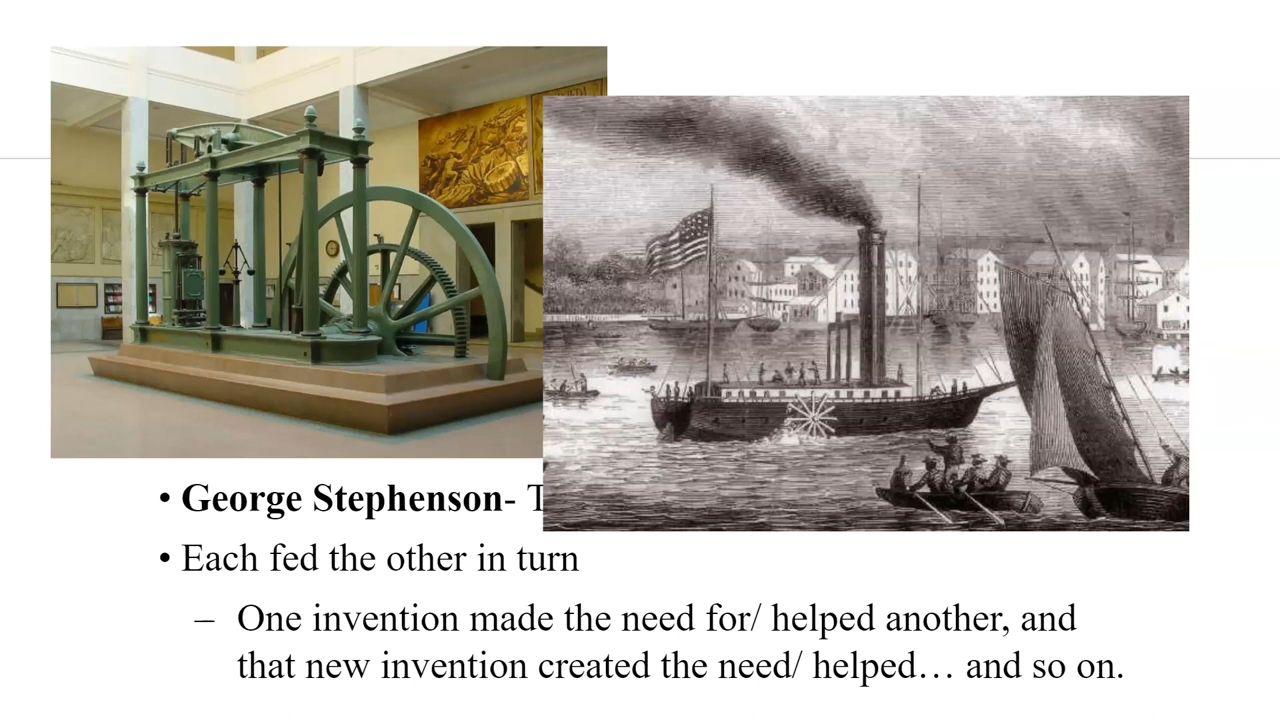 • George Stephenson- T
• Each fed the other in turn
– One invention made the need for/ helped another, and
that new invention created the need/ helped… and so on.